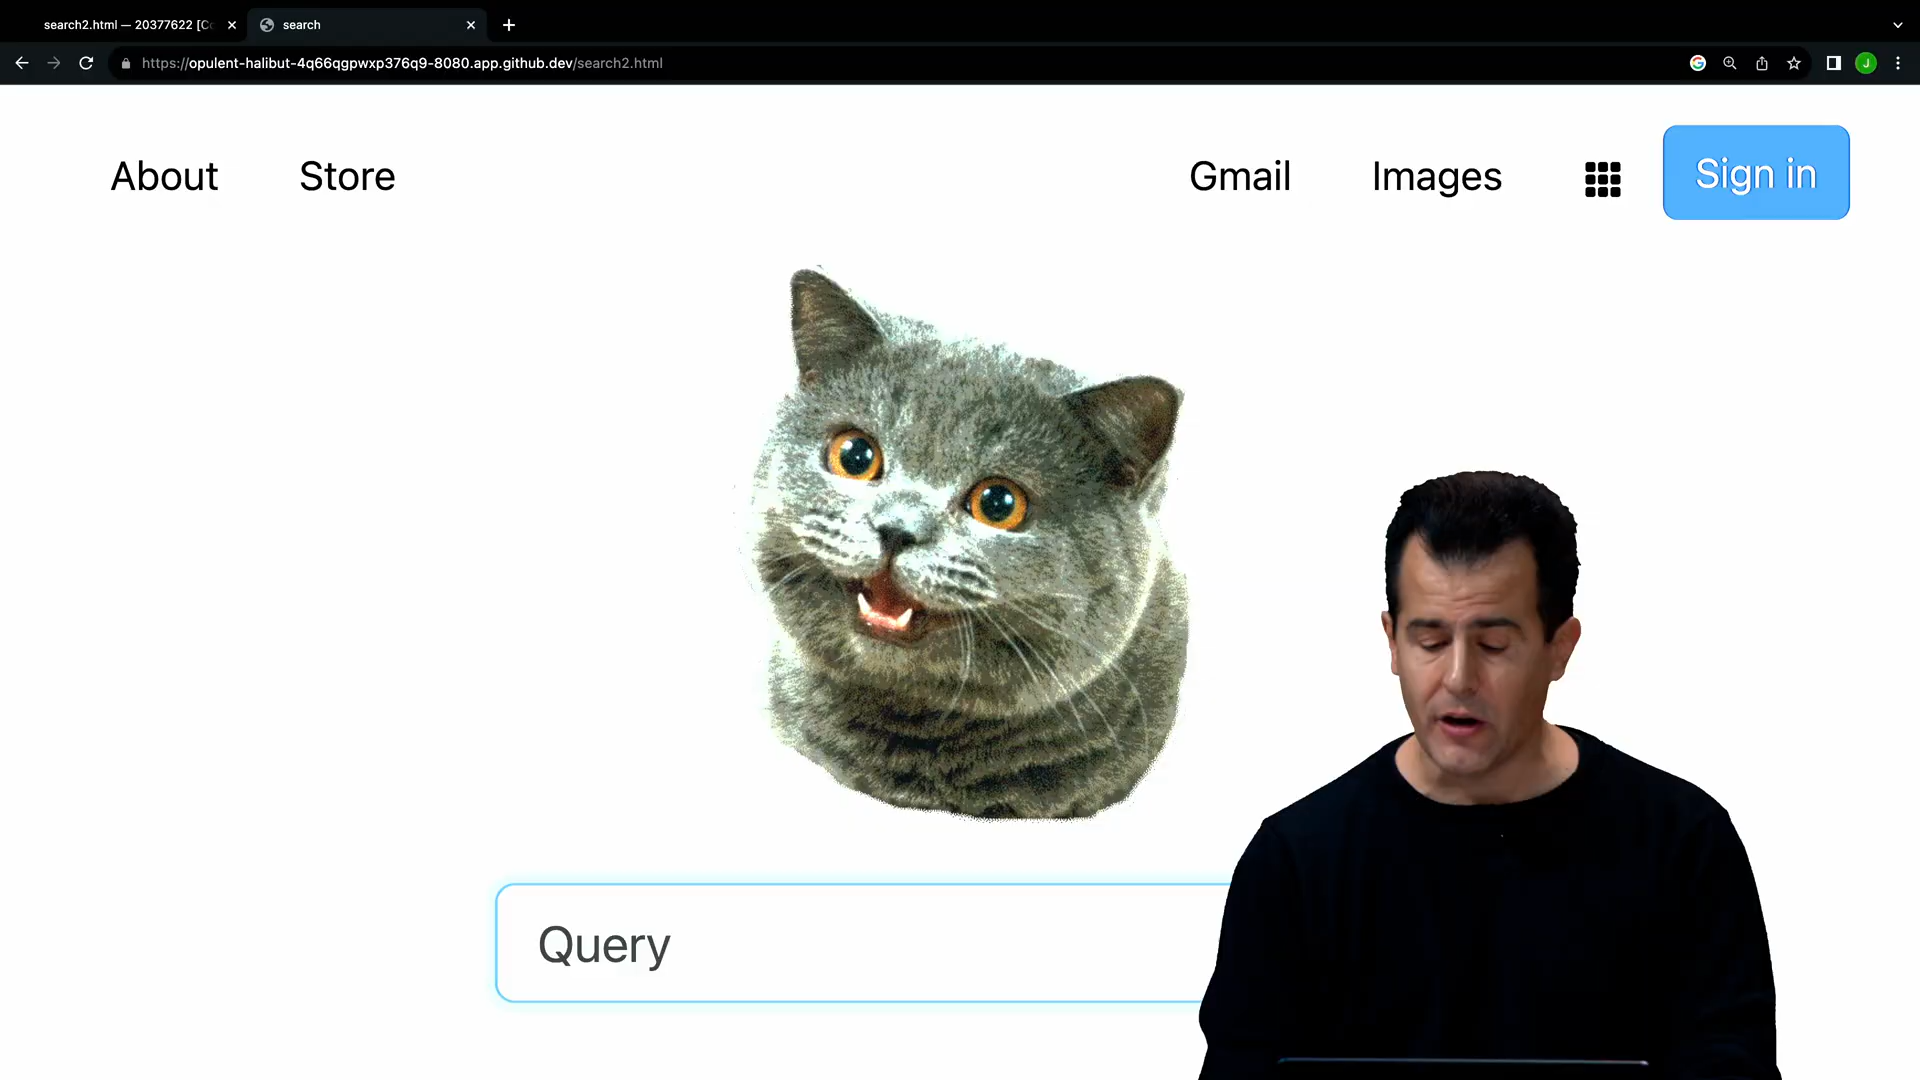 search2.html — 20377622 [Co
search
https://opulent-halibut-4q66qgpwxp376q9-8080.app.github.dev/search2.html
J
About Store Gmail Images Sign in
Query